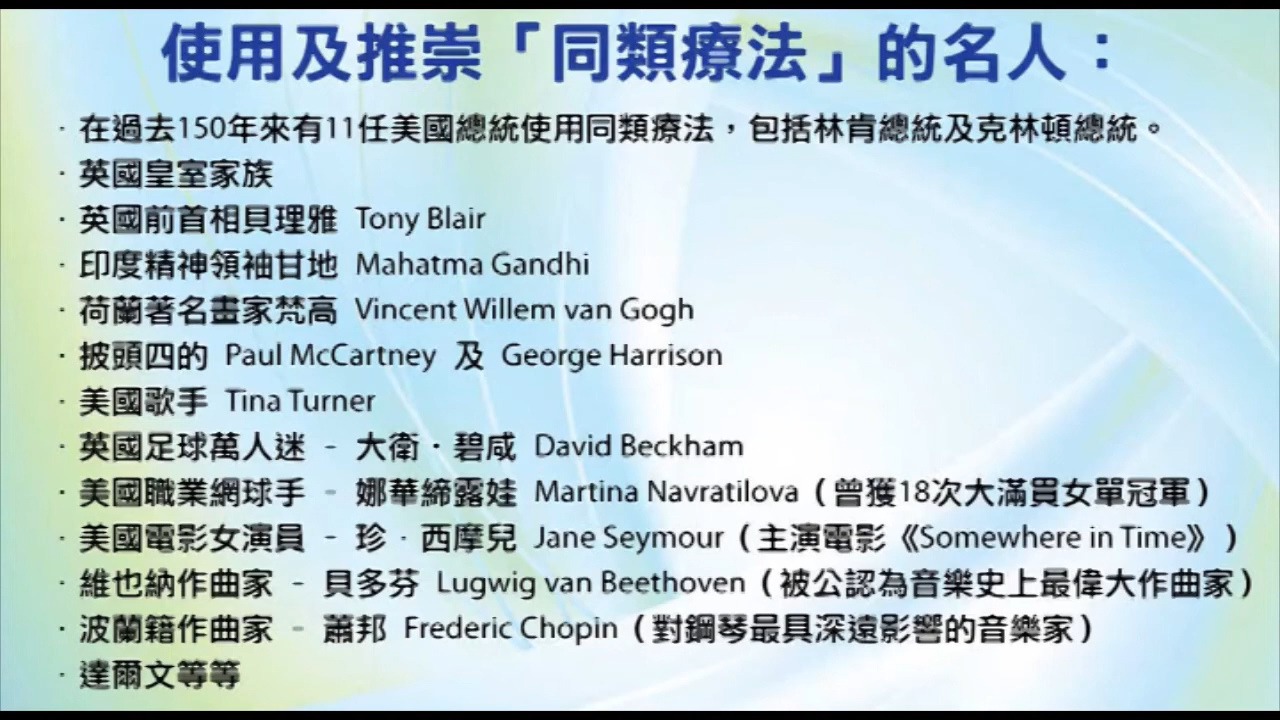 使用及推崇「同類療法」的名人：
· 在過去150年來有11任美國總統使用同類療法，包括林肯總統及克林頓總統。
· 英國皇室家族
· 英國前首相貝理雅 Tony Blair
· 印度精神領袖甘地 Mahatma Gandhi
· 荷蘭著名畫家梵高 Vincent Willem van Gogh
· 披頭四的 Paul McCartney 及 George Harrison
· 美國歌手 Tina Turner
· 英國足球萬人迷 - 大衛·碧咸 David Beckham
· 美國職業網球手 - 娜華締露娃 Martina Navratilova（曾獲18次大滿貫女單冠軍）
· 美國電影女演員 - 珍·西摩兒 Jane Seymour（主演電影《Somewhere in Time》）
· 維也納作曲家 - 貝多芬 Lugwig van Beethoven（被公認為音樂史上最偉大作曲家）
· 波蘭籍作曲家 - 蕭邦 Frederic Chopin（對鋼琴最具深遠影響的音樂家）
· 達爾文等等